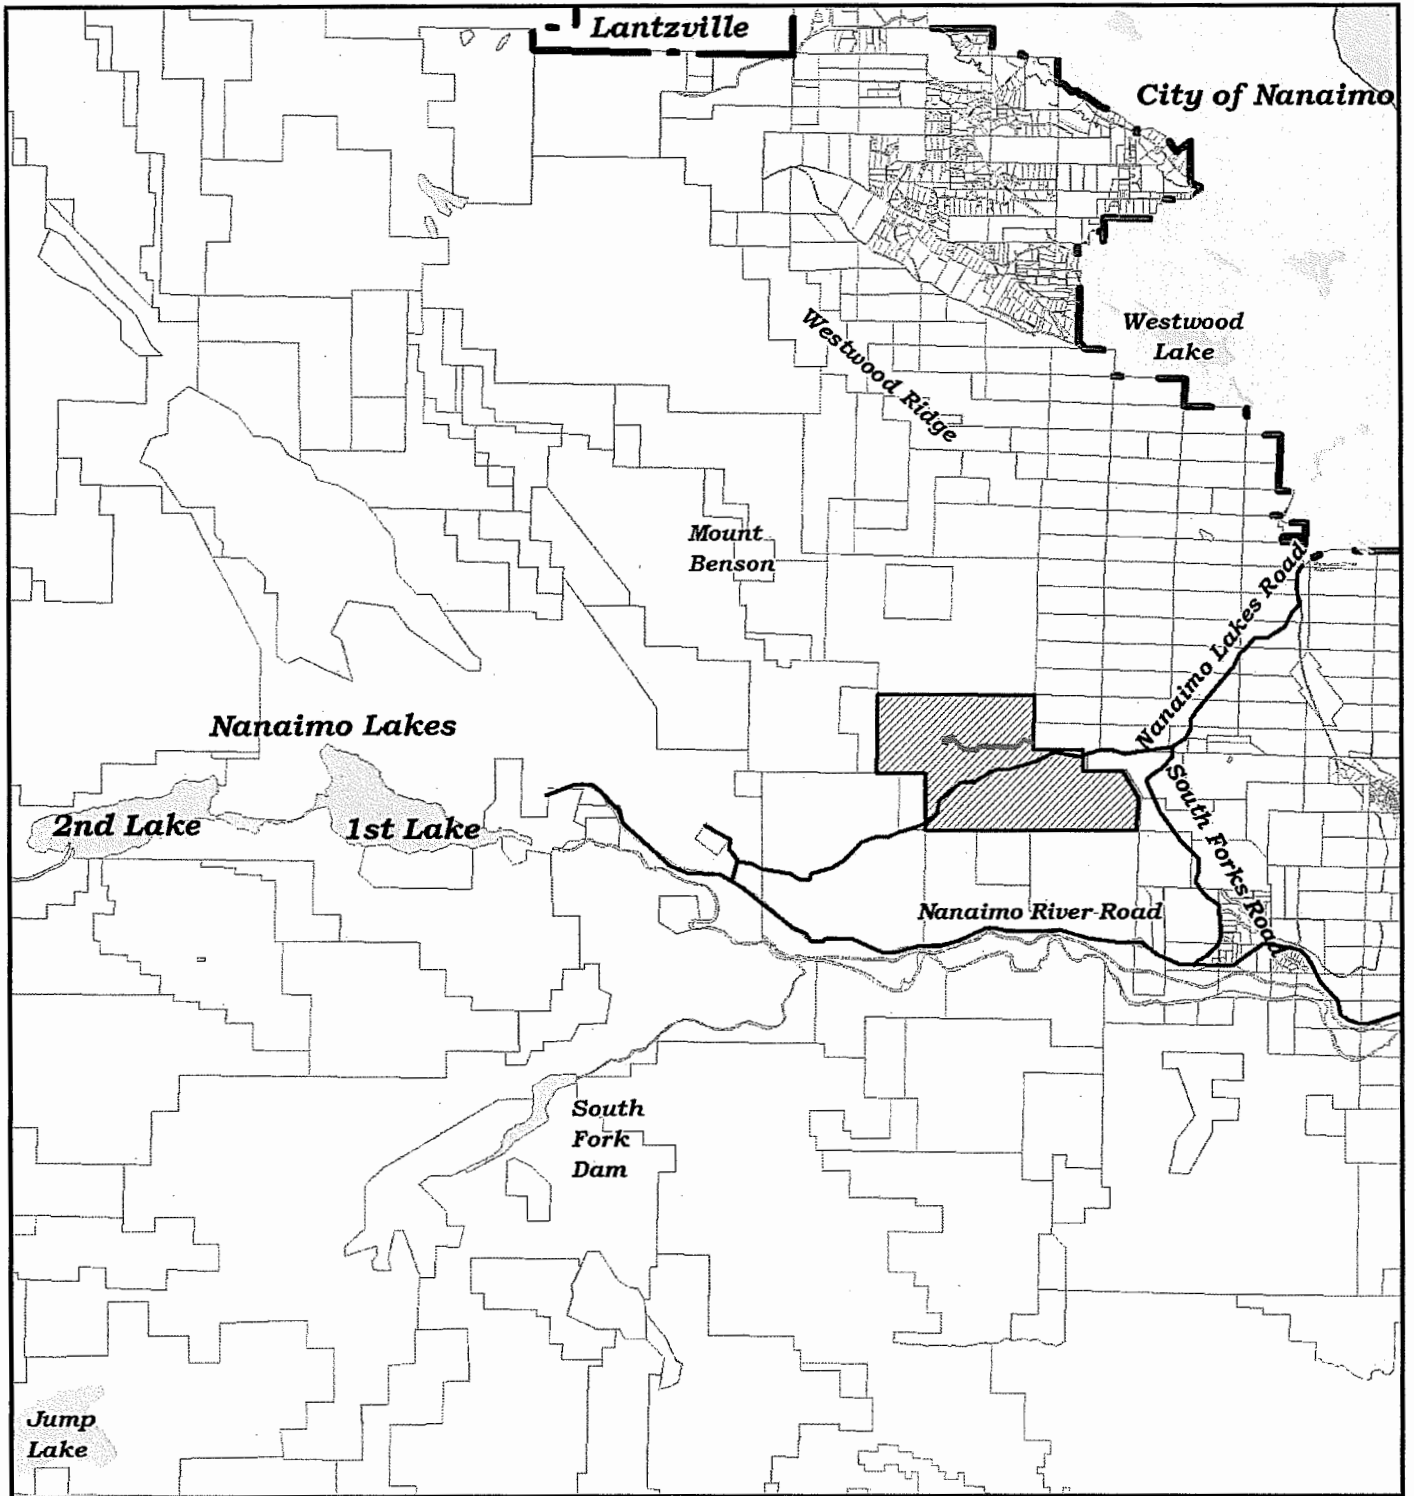 Lantzville
City of Nanaimo
Westwood
Lake
Westwood Ridge
Mount
Benson
Nanaimo Lakes Road
Nanaimo Lakes
2nd Lake
1st Lake
South Forks Road
Nanaimo River Road
South
Fork
Dam
Jump
Lake